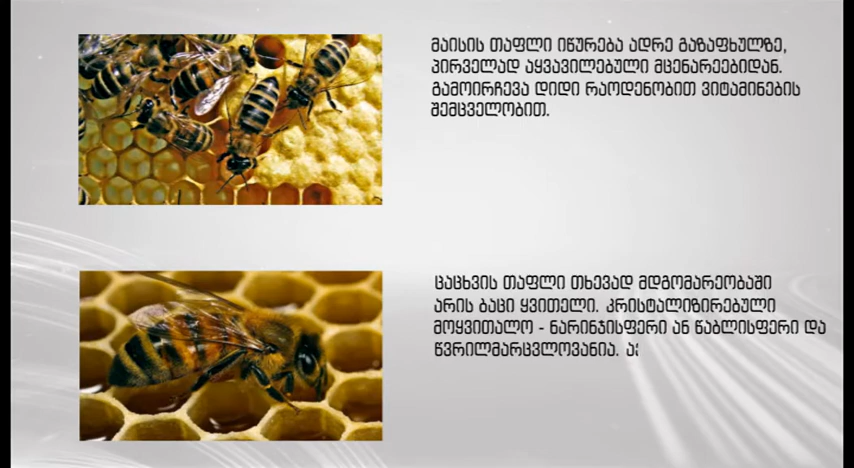 მაისის თაფლი იწურება ადრე გაზაფხულზე,
პირველად აყვავილებული მცენარეებიდან.
გამოირჩევა დიდი რაოდენობით ვიტამინების
შემცველობით.
ცაცხვის თაფლი თხევად მდგომარეობაში
არის ბაცი ყვითელი. კრისტალიზირებული
მოყვითალო - ნარინჯისფერი ან წაბლისფერი და
წვრილმარცვლოვანია.